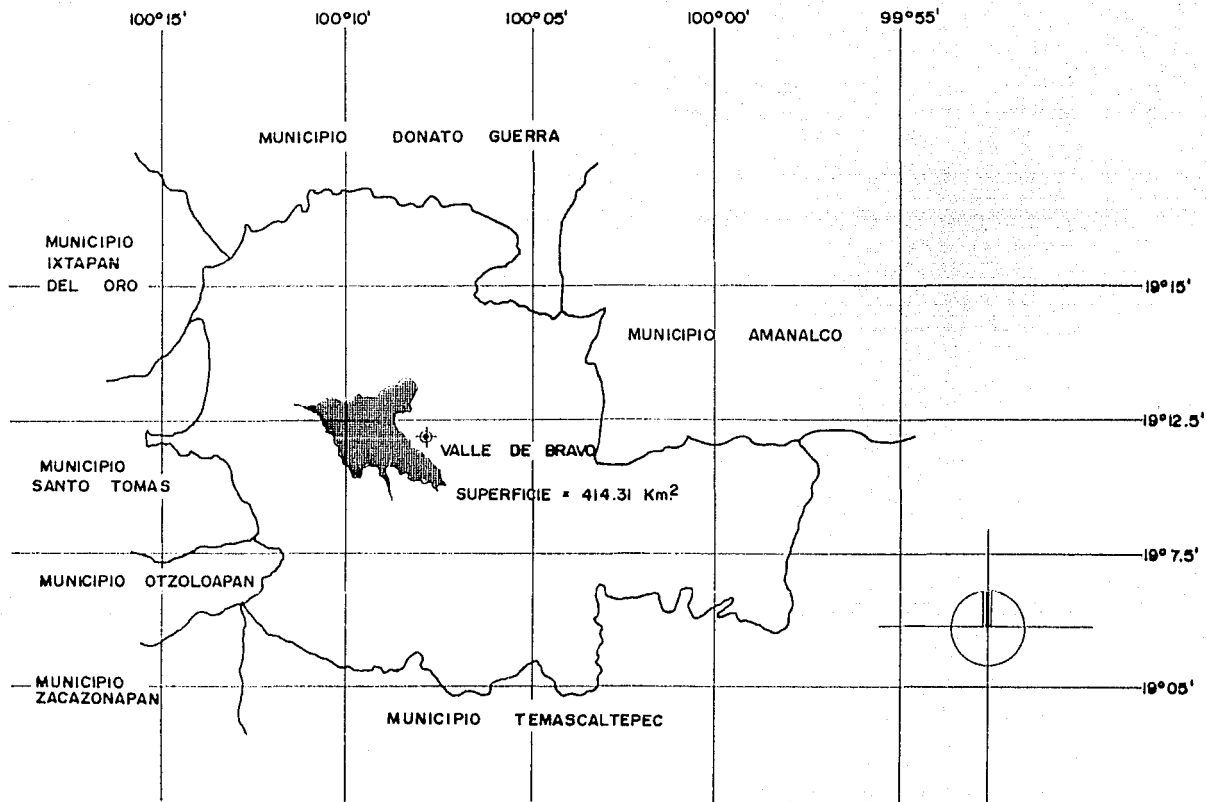 100°15' 100°10' 100°05' 100°00' 99°55'
MUNICIPIO DONATO GUERRA
MUNICIPIO
IXTAPAN
DEL ORO
19°15'
MUNICIPIO AMANALCO
19°12.5'
VALLE DE BRAVO
MUNICIPIO
SANTO TOMAS
SUPERFICIE = 414.31 Km²
19°7.5'
MUNICIPIO OTZOLOAPAN
MUNICIPIO
ZACAZONAPAN
19°05'
MUNICIPIO TEMASCALTEPEC